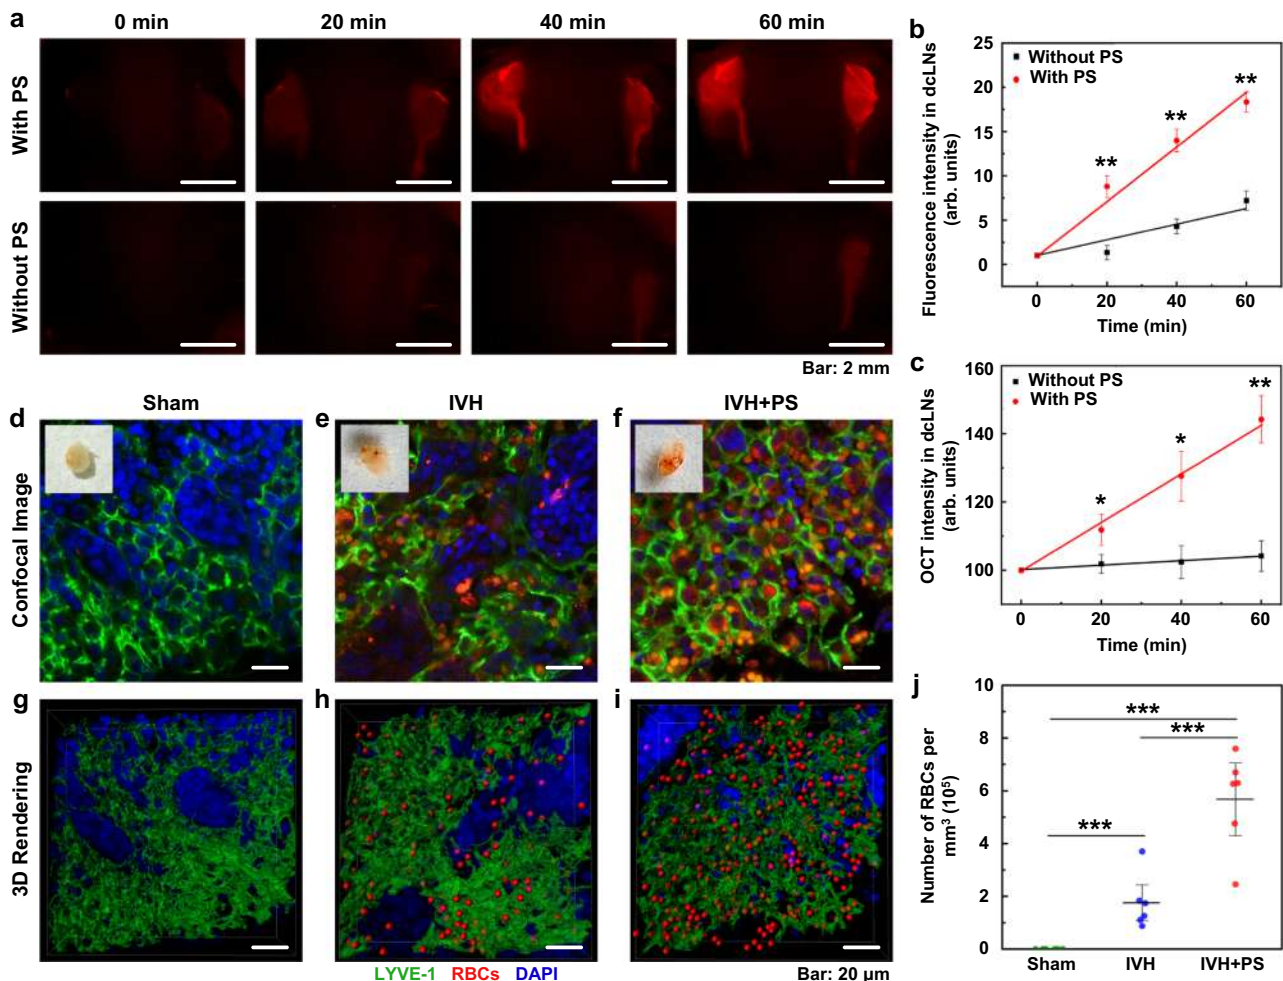 a
0 min
20 min
40 min
60 min
With PS
Without PS
Bar: 2 mm
b
Fluorescence intensity in dcLNs
(arb. units)
25
20
15
10
5
0
Without PS
With PS
**
**
**
0
20
40
60
Time (min)
c
OCT intensity in dcLNs
(arb. units)
160
140
120
100
Without PS
With PS
*
*
**
0
20
40
60
Time (min)
Sham
IVH
IVH+PS
Confocal Image
d
e
f
3D Rendering
g
h
i
LYVE-1 RBCs DAPI
Bar: 20 µm
j
Number of RBCs per
mm³ (10⁵)
10
8
6
4
2
0
***
***
***
Sham
IVH
IVH+PS